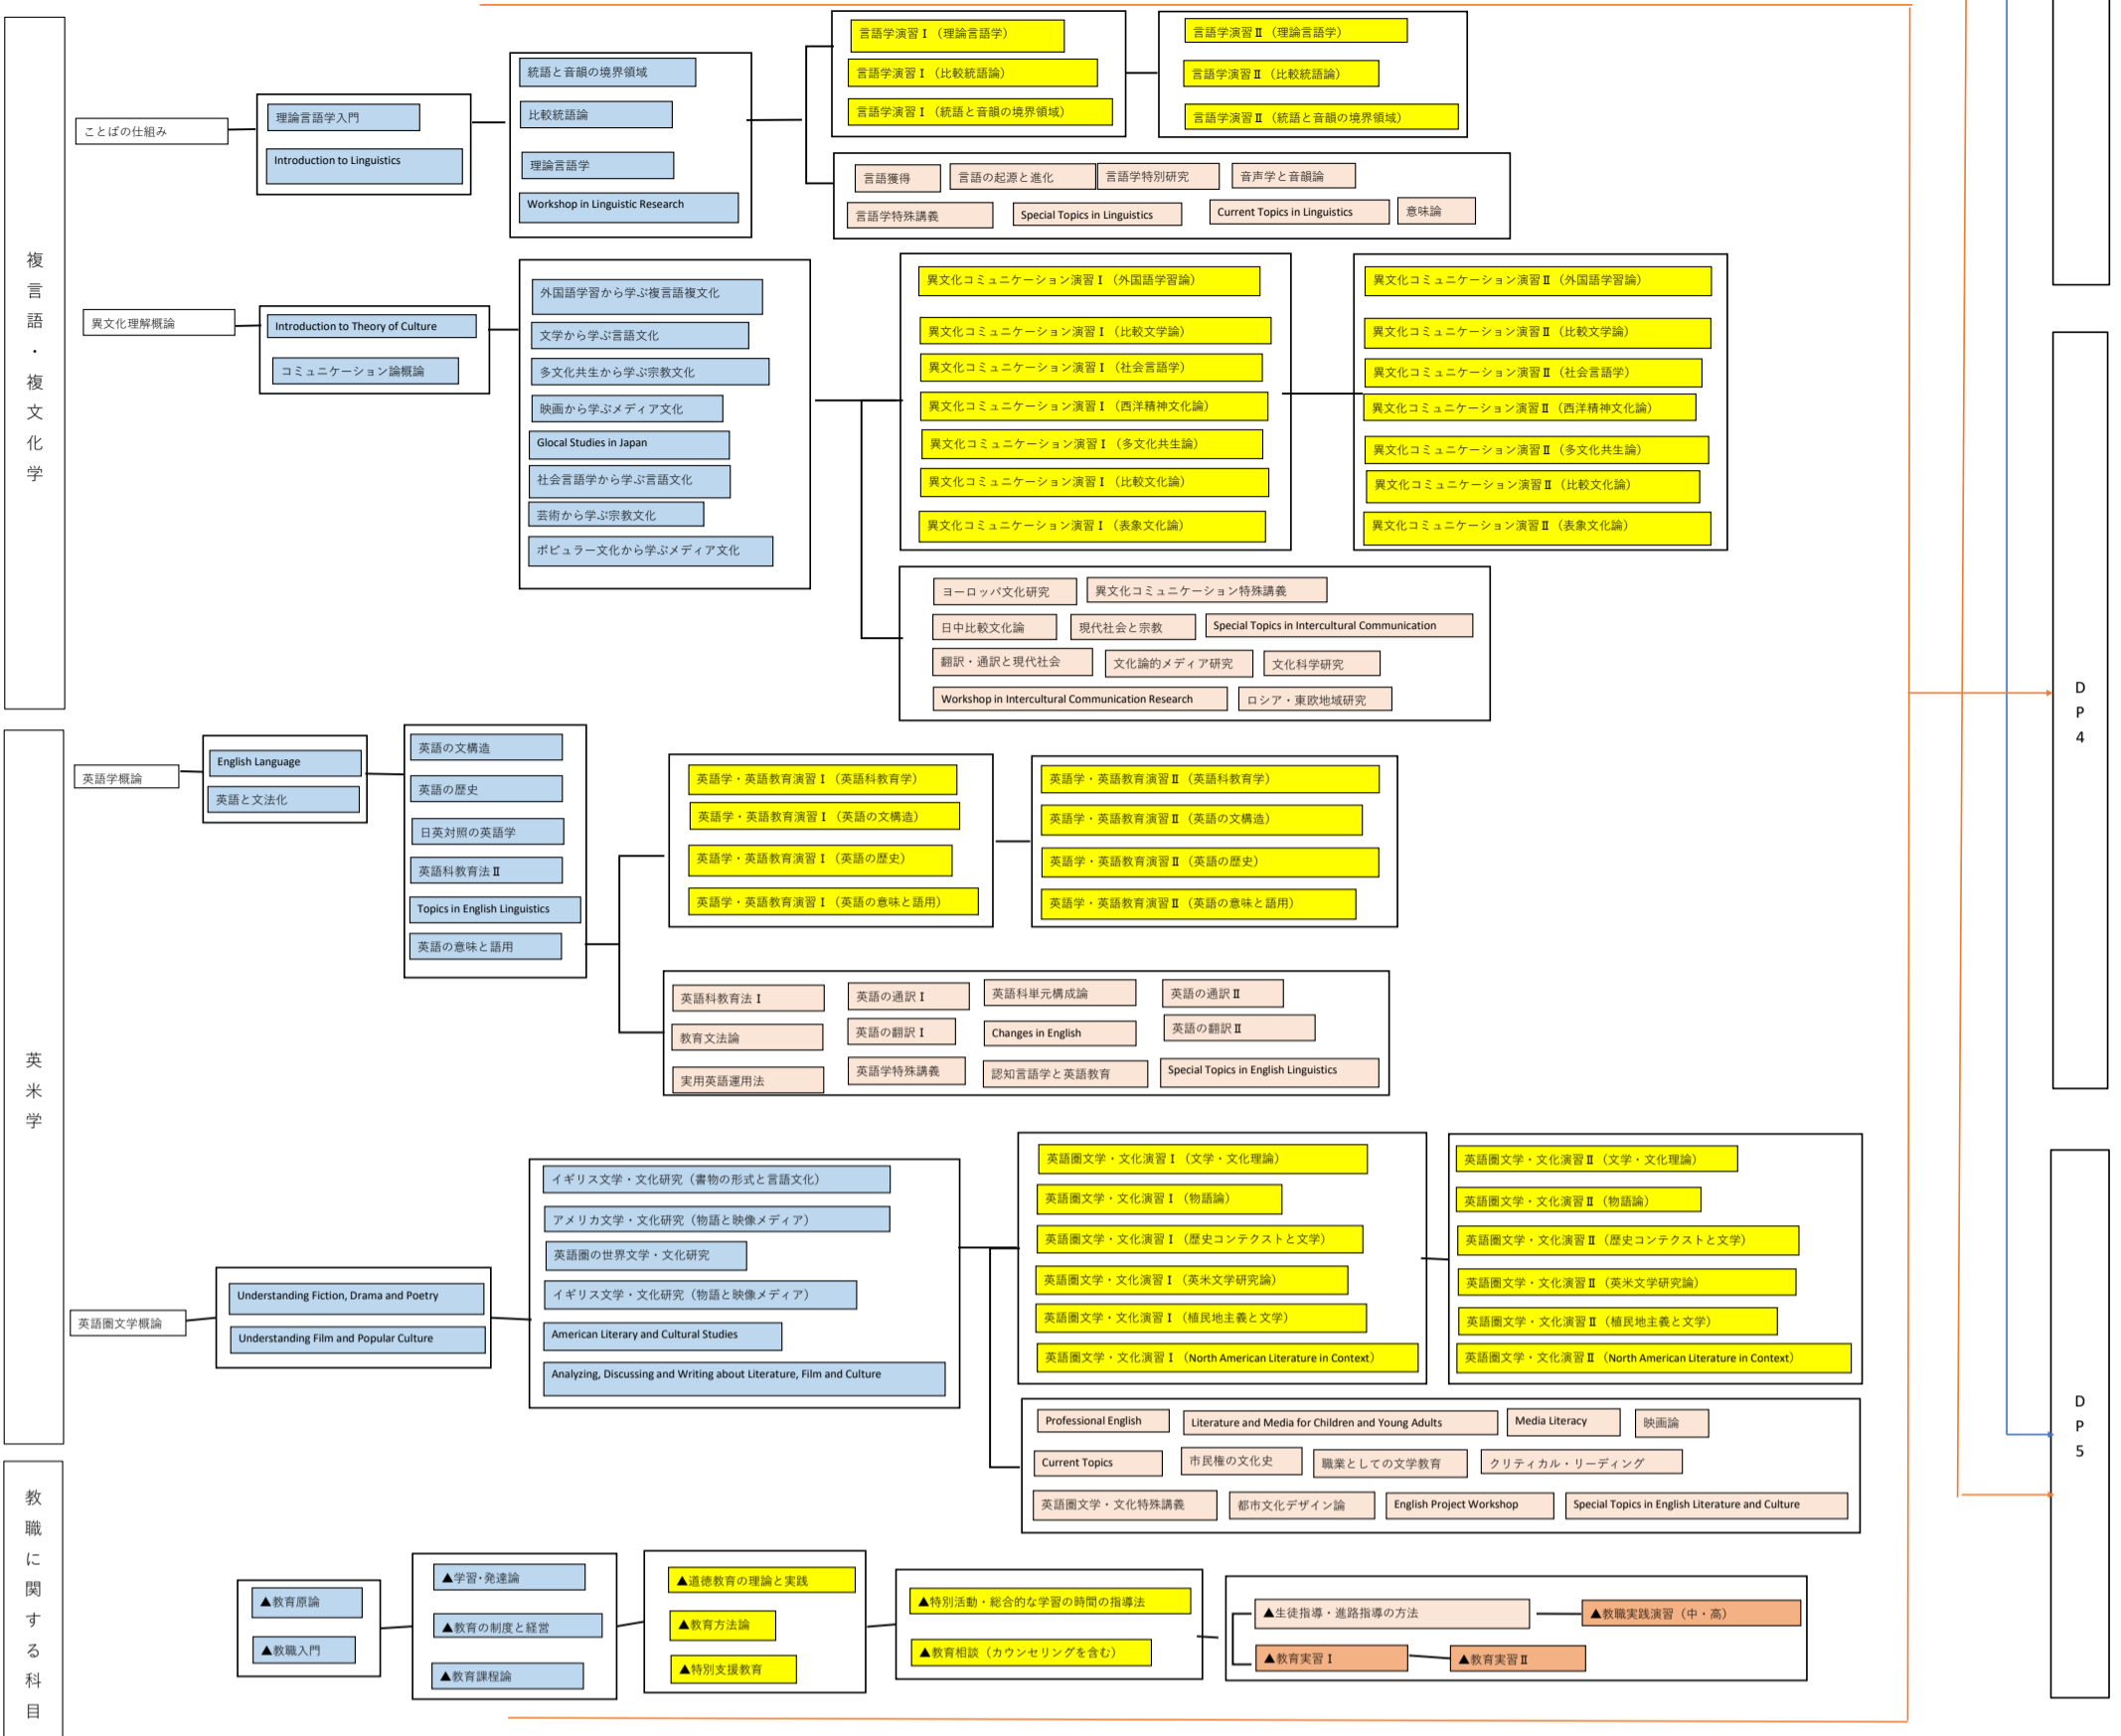 複言語・複文化学
ことばの仕組み
理論言語学入門
Introduction to Linguistics
統語と音韻の境界領域
比較統語論
理論言語学
Workshop in Linguistic Research
言語学演習Ⅰ（理論言語学）
言語学演習Ⅰ（比較統語論）
言語学演習Ⅰ（統語と音韻の境界領域）
言語学演習Ⅱ（理論言語学）
言語学演習Ⅱ（比較統語論）
言語学演習Ⅱ（統語と音韻の境界領域）
言語獲得
言語の起源と進化
言語学特別研究
音声学と音韻論
言語学特殊講義
Special Topics in Linguistics
Current Topics in Linguistics
意味論
異文化理解概論
Introduction to Theory of Culture
コミュニケーション論概論
外国語学習から学ぶ複言語複文化
文学から学ぶ言語文化
多文化共生から学ぶ宗教文化
映画から学ぶメディア文化
Glocal Studies in Japan
社会言語学から学ぶ言語文化
芸術から学ぶ宗教文化
ポピュラー文化から学ぶメディア文化
異文化コミュニケーション演習Ⅰ（外国語学習論）
異文化コミュニケーション演習Ⅰ（比較文学論）
異文化コミュニケーション演習Ⅰ（社会言語学）
異文化コミュニケーション演習Ⅰ（西洋精神文化論）
異文化コミュニケーション演習Ⅰ（多文化共生論）
異文化コミュニケーション演習Ⅰ（比較文化論）
異文化コミュニケーション演習Ⅰ（表象文化論）
異文化コミュニケーション演習Ⅱ（外国語学習論）
異文化コミュニケーション演習Ⅱ（比較文学論）
異文化コミュニケーション演習Ⅱ（社会言語学）
異文化コミュニケーション演習Ⅱ（西洋精神文化論）
異文化コミュニケーション演習Ⅱ（多文化共生論）
異文化コミュニケーション演習Ⅱ（比較文化論）
異文化コミュニケーション演習Ⅱ（表象文化論）
ヨーロッパ文化研究
異文化コミュニケーション特殊講義
日中比較文化論
現代社会と宗教
Special Topics in Intercultural Communication
翻訳・通訳と現代社会
文化論的メディア研究
文化科学研究
Workshop in Intercultural Communication Research
ロシア・東欧地域研究
英米学
英語学概論
English Language
英語と文法化
英語の文構造
英語の歴史
日英対照の英語学
英語科教育法Ⅱ
Topics in English Linguistics
英語の意味と語用
英語学・英語教育演習Ⅰ（英語科教育学）
英語学・英語教育演習Ⅰ（英語の文構造）
英語学・英語教育演習Ⅰ（英語の歴史）
英語学・英語教育演習Ⅰ（英語の意味と語用）
英語学・英語教育演習Ⅱ（英語科教育学）
英語学・英語教育演習Ⅱ（英語の文構造）
英語学・英語教育演習Ⅱ（英語の歴史）
英語学・英語教育演習Ⅱ（英語の意味と語用）
英語科教育法Ⅰ
英語の通訳Ⅰ
英語科単元構成論
英語の通訳Ⅱ
教育文法論
英語の翻訳Ⅰ
Changes in English
英語の翻訳Ⅱ
実用英語運用法
英語学特殊講義
認知言語学と英語教育
Special Topics in English Linguistics
英語圏文学概論
Understanding Fiction, Drama and Poetry
Understanding Film and Popular Culture
イギリス文学・文化研究（書物の形式と言語文化）
アメリカ文学・文化研究（物語と映像メディア）
英語圏の世界文学・文化研究
イギリス文学・文化研究（物語と映像メディア）
American Literary and Cultural Studies
Analyzing, Discussing and Writing about Literature, Film and Culture
英語圏文学・文化演習Ⅰ（文学・文化理論）
英語圏文学・文化演習Ⅰ（物語論）
英語圏文学・文化演習Ⅰ（歴史コンテクストと文学）
英語圏文学・文化演習Ⅰ（英米文学研究論）
英語圏文学・文化演習Ⅰ（植民地主義と文学）
英語圏文学・文化演習Ⅰ（North American Literature in Context）
英語圏文学・文化演習Ⅱ（文学・文化理論）
英語圏文学・文化演習Ⅱ（物語論）
英語圏文学・文化演習Ⅱ（歴史コンテクストと文学）
英語圏文学・文化演習Ⅱ（英米文学研究論）
英語圏文学・文化演習Ⅱ（植民地主義と文学）
英語圏文学・文化演習Ⅱ（North American Literature in Context）
Professional English
Literature and Media for Children and Young Adults
Media Literacy
映画論
Current Topics
市民権の文化史
職業としての文学教育
クリティカル・リーディング
英語圏文学・文化特殊講義
都市文化デザイン論
English Project Workshop
Special Topics in English Literature and Culture
教職に関する科目
▲教育原論
▲教職入門
▲学習・発達論
▲教育の制度と経営
▲教育課程論
▲道徳教育の理論と実践
▲教育方法論
▲特別支援教育
▲特別活動・総合的な学習の時間の指導法
▲教育相談（カウンセリングを含む）
▲生徒指導・進路指導の方法
▲教職実践演習（中・高）
▲教育実習Ⅰ
▲教育実習Ⅱ
DP4
DP5